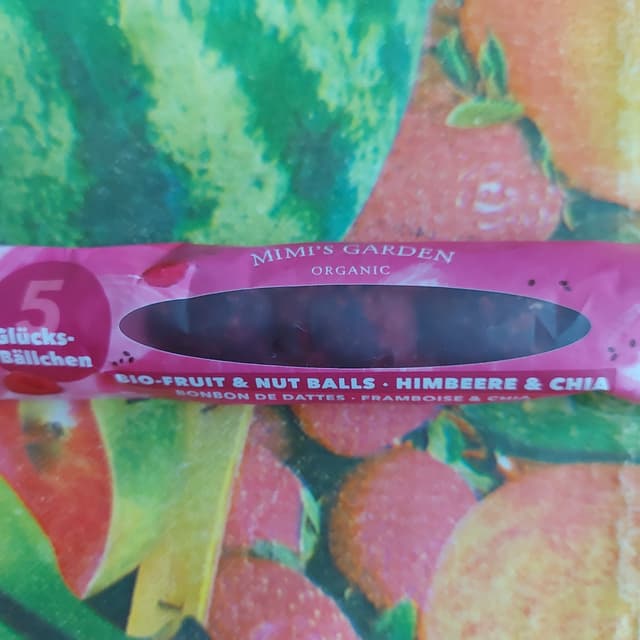 MIMI'S GARDEN
ORGANIC
5
Glücks-
Bällchen
BIO-FRUIT & NUT BALLS · HIMBEERE & CHIA
BONBON DE DATTES · FRAMBOISE & CHIA